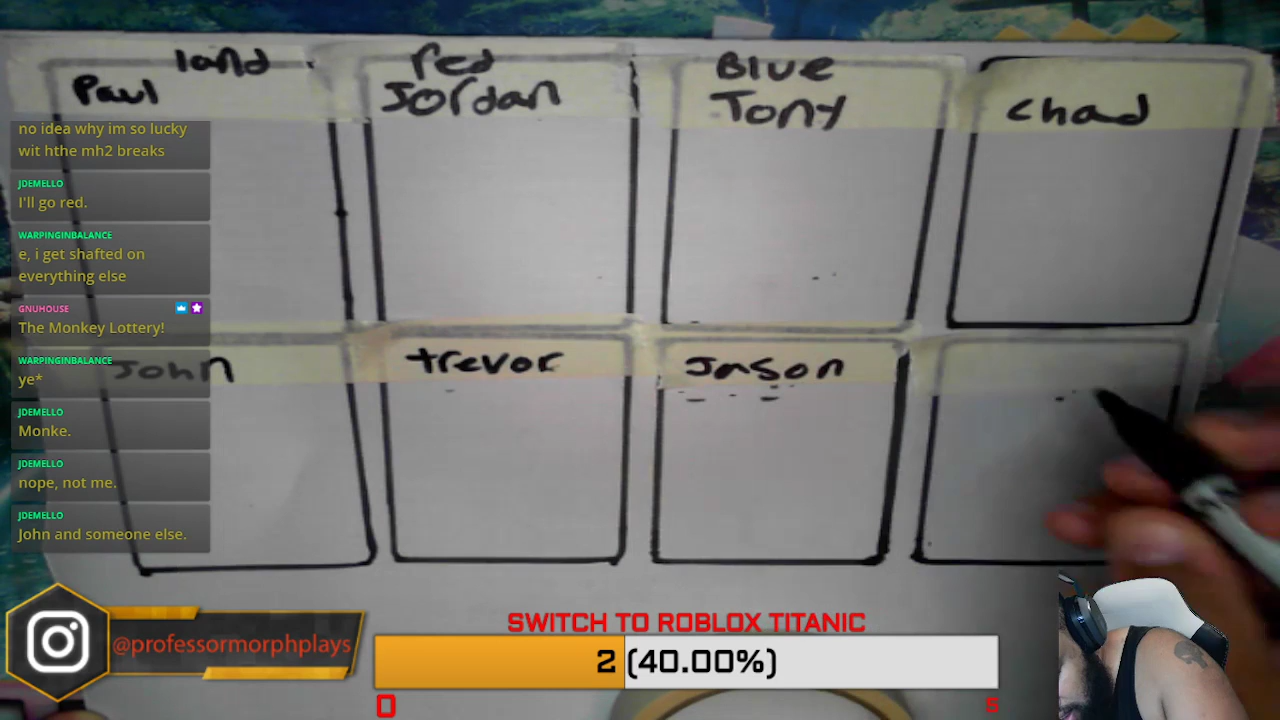 land
Paul
red
Jordan
Blue
Tony
chad
John
trevor
Jason
no idea why im so lucky
wit hthe mh2 breaks
JDEMELLO
I'll go red.
WARPINGINBALANCE
e, i get shafted on
everything else
GNUHOUSE
The Monkey Lottery!
WARPINGINBALANCE
ye*
JDEMELLO
Monke.
JDEMELLO
nope, not me.
JDEMELLO
John and someone else.
@professormorphplays
SWITCH TO ROBLOX TITANIC
2 (40.00%)
0
5